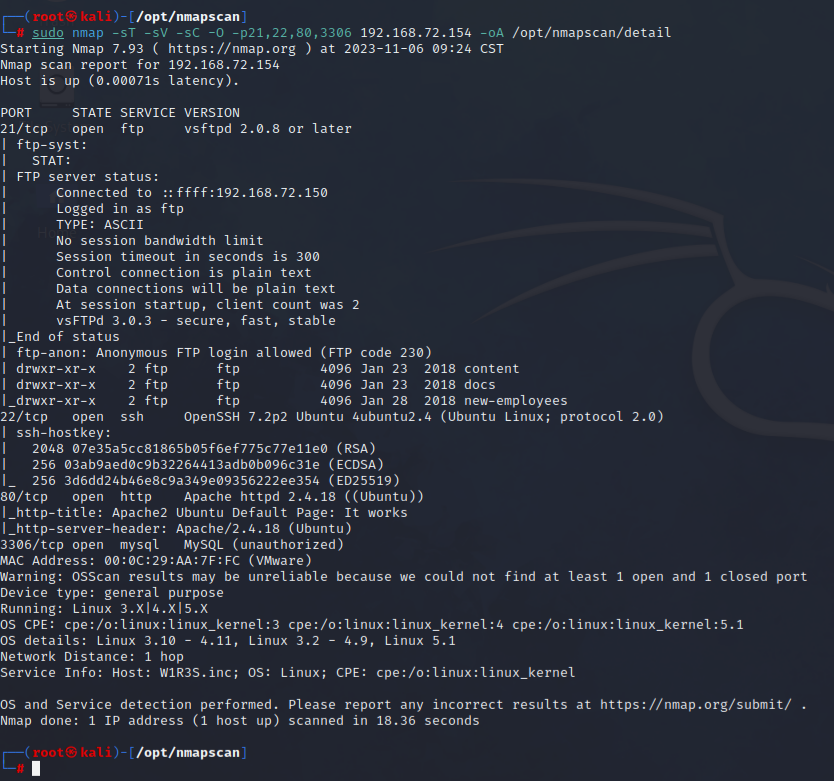 ┌──(root㉿kali)-[/opt/nmapscan]
└─# sudo nmap -sT -sV -sC -O -p21,22,80,3306 192.168.72.154 -oA /opt/nmapscan/detail
Starting Nmap 7.93 ( https://nmap.org ) at 2023-11-06 09:24 CST
Nmap scan report for 192.168.72.154
Host is up (0.00071s latency).

PORT     STATE SERVICE VERSION
21/tcp   open  ftp     vsftpd 2.0.8 or later
| ftp-syst:
|   STAT:
| FTP server status:
|      Connected to ::ffff:192.168.72.150
|      Logged in as ftp
|      TYPE: ASCII
|      No session bandwidth limit
|      Session timeout in seconds is 300
|      Control connection is plain text
|      Data connections will be plain text
|      At session startup, client count was 2
|      vsFTPd 3.0.3 - secure, fast, stable
|_End of status
| ftp-anon: Anonymous FTP login allowed (FTP code 230)
| drwxr-xr-x    2 ftp      ftp          4096 Jan 23  2018 content
| drwxr-xr-x    2 ftp      ftp          4096 Jan 23  2018 docs
|_drwxr-xr-x    2 ftp      ftp          4096 Jan 28  2018 new-employees
22/tcp   open  ssh     OpenSSH 7.2p2 Ubuntu 4ubuntu2.4 (Ubuntu Linux; protocol 2.0)
| ssh-hostkey:
|   2048 07e35a5cc81865b05f6ef775c77e11e0 (RSA)
|   256 03ab9aed0c9b32264413adb0b096c31e (ECDSA)
|_  256 3d6dd24b46e8c9a349e09356222ee354 (ED25519)
80/tcp   open  http    Apache httpd 2.4.18 ((Ubuntu))
|_http-title: Apache2 Ubuntu Default Page: It works
|_http-server-header: Apache/2.4.18 (Ubuntu)
3306/tcp open  mysql   MySQL (unauthorized)
MAC Address: 00:0C:29:AA:7F:FC (VMware)
Warning: OSScan results may be unreliable because we could not find at least 1 open and 1 closed port
Device type: general purpose
Running: Linux 3.X|4.X|5.X
OS CPE: cpe:/o:linux:linux_kernel:3 cpe:/o:linux:linux_kernel:4 cpe:/o:linux:linux_kernel:5.1
OS details: Linux 3.10 - 4.11, Linux 3.2 - 4.9, Linux 5.1
Network Distance: 1 hop
Service Info: Host: W1R3S.inc; OS: Linux; CPE: cpe:/o:linux:linux_kernel

OS and Service detection performed. Please report any incorrect results at https://nmap.org/submit/ .
Nmap done: 1 IP address (1 host up) scanned in 18.36 seconds

┌──(root㉿kali)-[/opt/nmapscan]
└─#